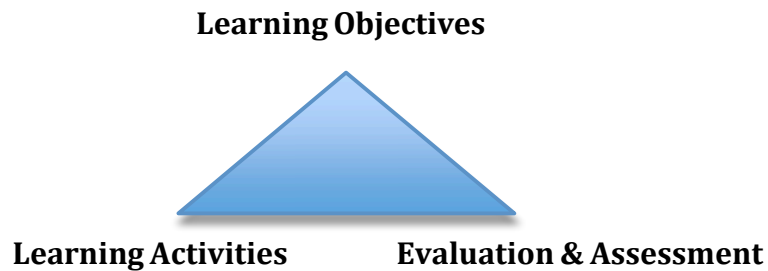 Learning Objectives
Learning Activities
Evaluation & Assessment